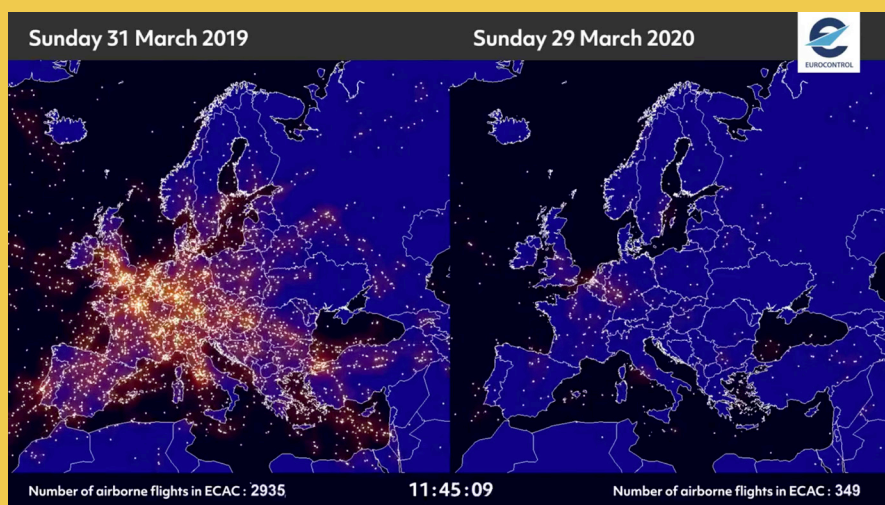 Sunday 31 March 2019
Sunday 29 March 2020
EUROCONTROL
Number of airborne flights in ECAC : 2935
11:45:09
Number of airborne flights in ECAC : 349